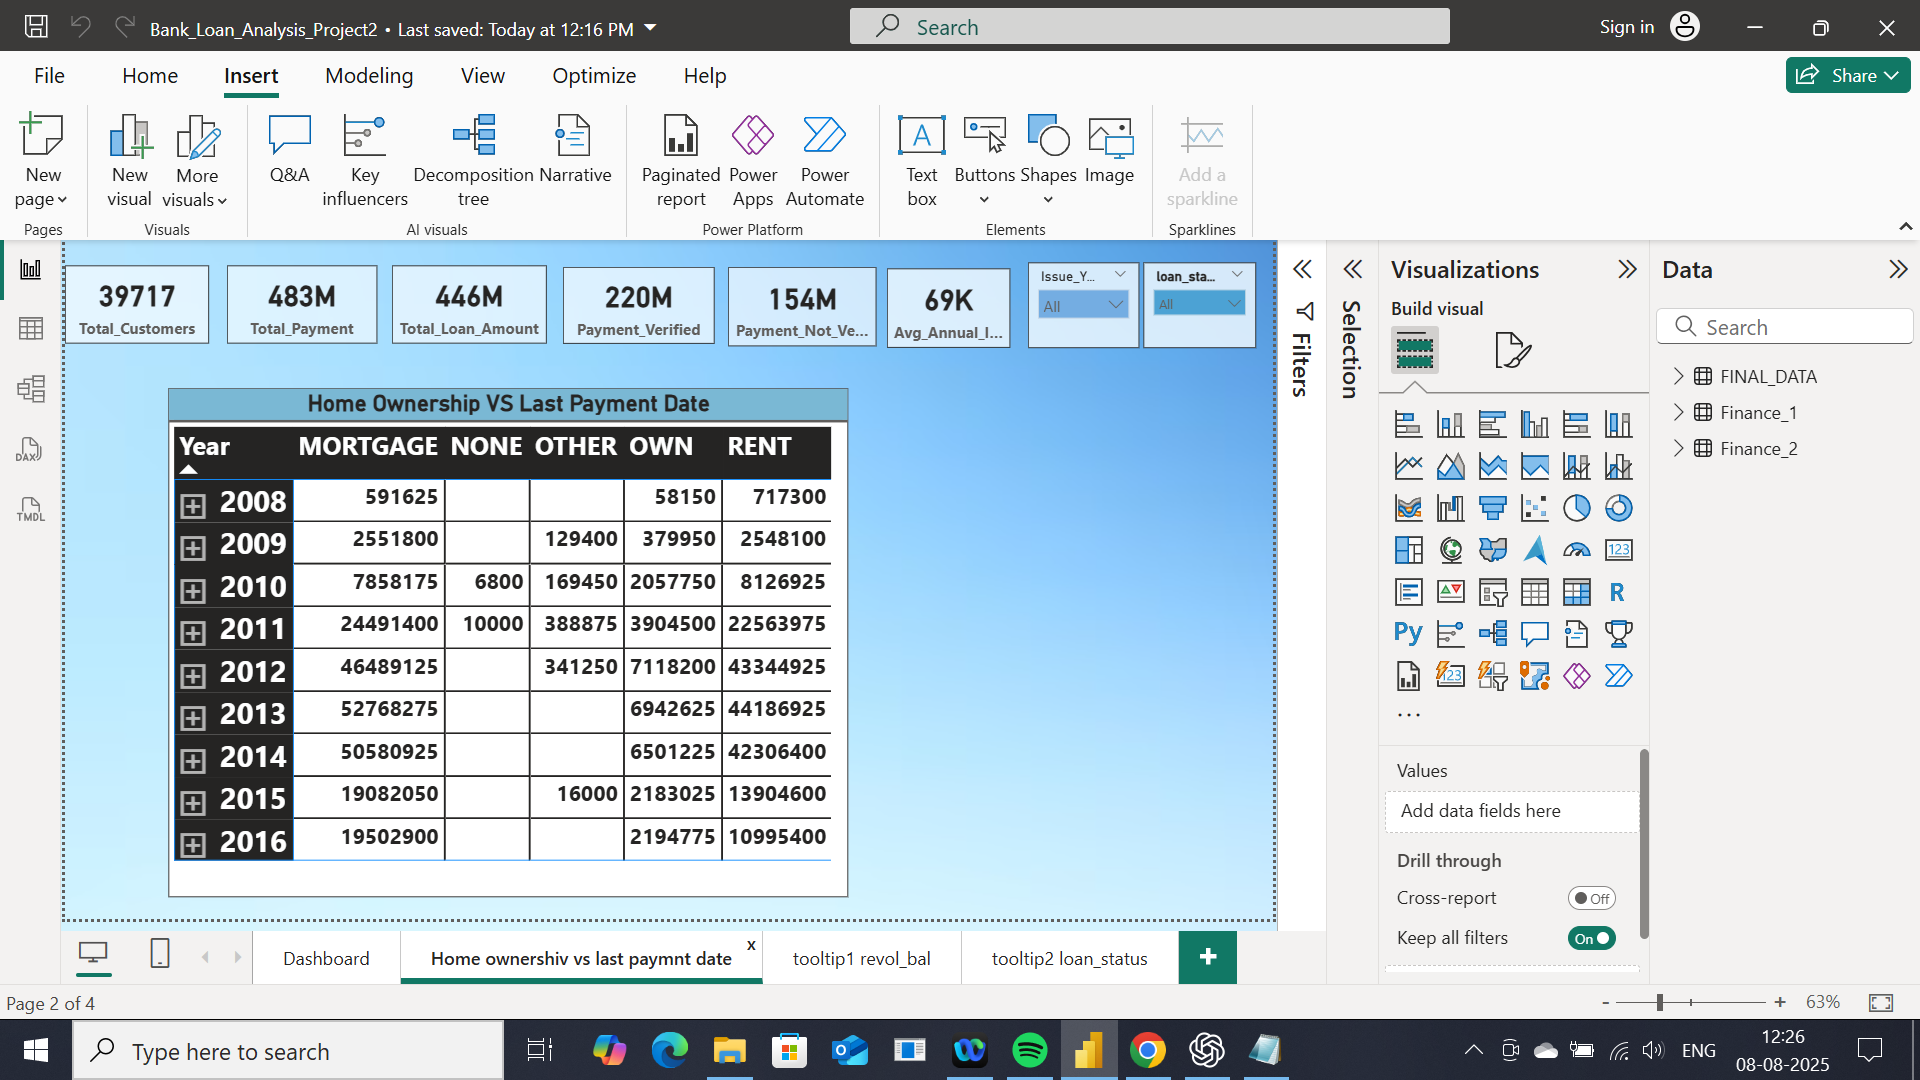 Bank_Loan_Analysis_Project2 • Last saved: Today at 12:16 PM
Search
Sign in
File Home Insert Modeling View Optimize Help
Share
New page
New visual
More visuals
Q&A
Key influencers
Decomposition tree
Narrative
Paginated report
Power Apps
Power Automate
Text box
Buttons
Shapes
Image
Add a sparkline
Pages
Visuals
AI visuals
Power Platform
Elements
Sparklines
DAX
TMDL
39717
Total_Customers
483M
Total_Payment
446M
Total_Loan_Amount
220M
Payment_Verified
154M
Payment_Not_Ve...
69K
Avg_Annual_I...
Issue_Y...
All
loan_sta...
All
Home Ownership VS Last Payment Date
Year MORTGAGE NONE OTHER OWN RENT
2008 591625 58150 717300
2009 2551800 129400 379950 2548100
2010 7858175 6800 169450 2057750 8126925
2011 24491400 10000 388875 3904500 22563975
2012 46489125 341250 7118200 43344925
2013 52768275 6942625 44186925
2014 50580925 6501225 42306400
2015 19082050 16000 2183025 13904600
2016 19502900 2194775 10995400
Filters
Selection
Visualizations
Build visual
123
R
Py
123
...
Values
Add data fields here
Drill through
Cross-report
Off
Keep all filters
On
Data
Search
FINAL_DATA
Finance_1
Finance_2
Dashboard
Home ownershiv vs last paymnt date
x
tooltip1 revol_bal
tooltip2 loan_status
+
Page 2 of 4
- + 63%
Type here to search
ENG
12:26
08-08-2025